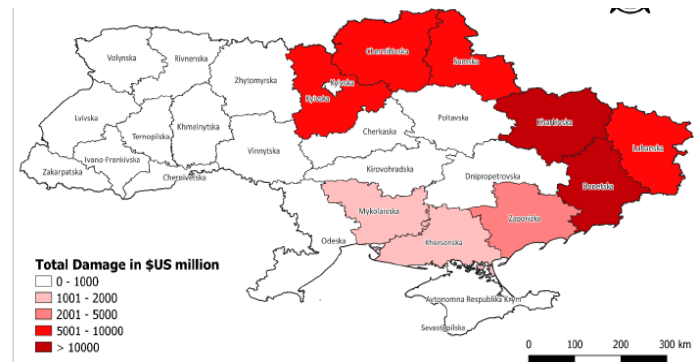 Volynska
Rivnenska
Zhytomyrska
Kyivska
Kyivska
Chernihivska
Sumska
Lvivska
Ternopilska
Khmelnytska
Poltavska
Kharkivska
Luhanska
Cherkaska
Ivano-Frankivska
Vinnytska
Zakarpatska
Chernivetska
Kirovohradska
Dnipropetrovska
Donetska
Mykolaivska
Zaporizka
Odeska
Khersonska
Avtonomna Respublika Krym
Sevastopilska
Total Damage in $US million
0 - 1000
1001 - 2000
2001 - 5000
5001 - 10000
> 10000
0 100 200 300 km